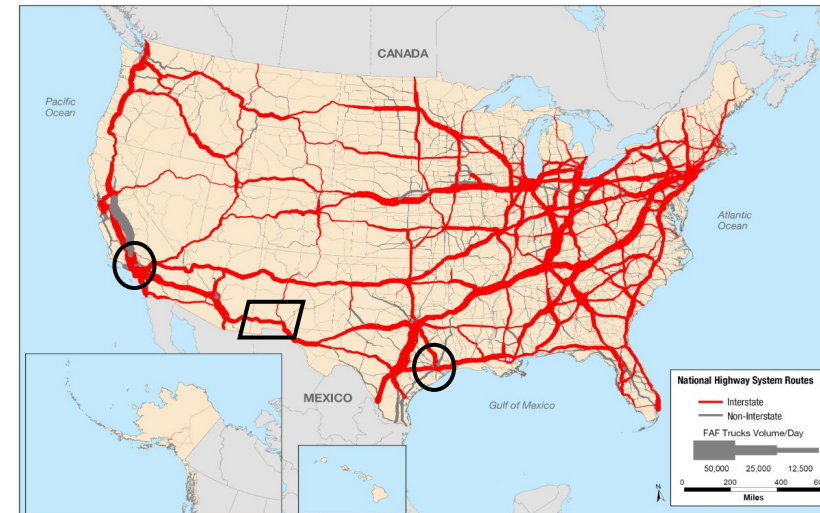 CANADA
Pacific
Ocean
Atlantic
Ocean
National Highway System Routes
Interstate
Non-Interstate
MEXICO
Gulf of Mexico
FAF Trucks Volume/Day
50,000 25,000 12,500
N
0 200 400 60
Miles